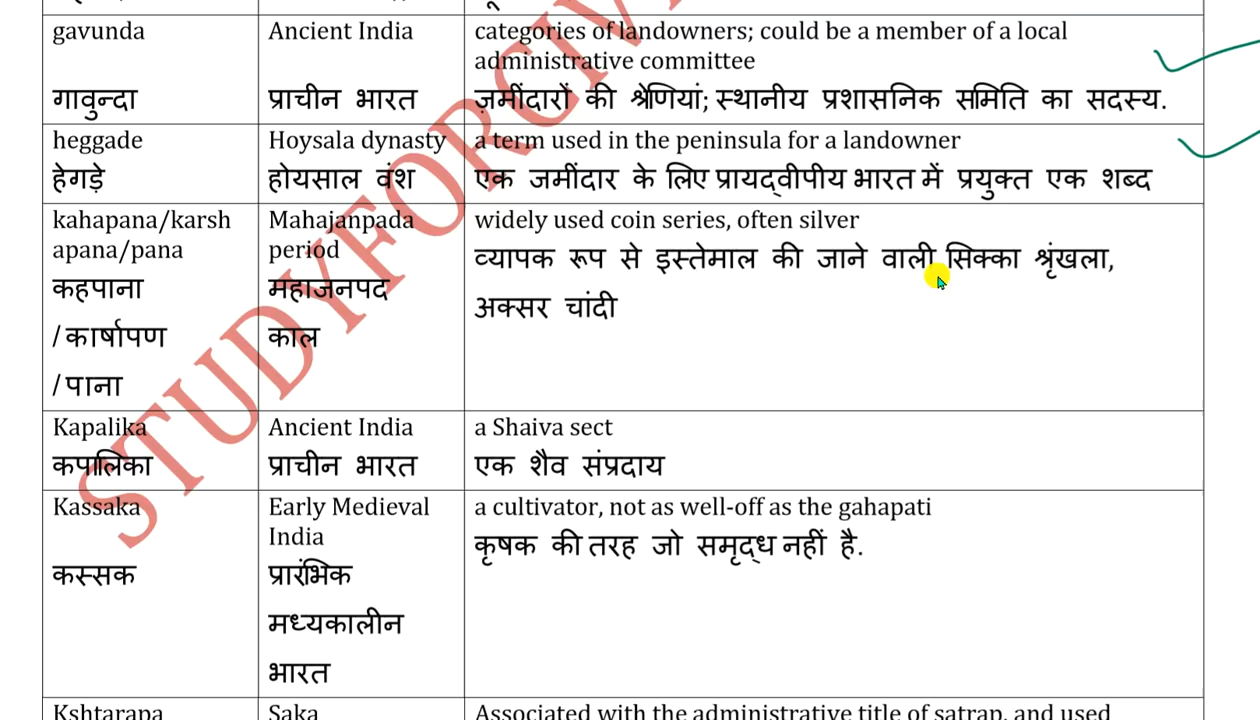 gavunda
गावुन्दा
Ancient India
प्राचीन भारत
categories of landowners; could be a member of a local
administrative committee
ज़मींदारों की श्रेणियां; स्थानीय प्रशासनिक समिति का सदस्य.
heggade
हेगड़े
Hoysala dynasty
होयसाल वंश
a term used in the peninsula for a landowner
एक जमींदार के लिए प्रायद्वीपीय भारत में प्रयुक्त एक शब्द
kahapana/karsh
apana/pana
कहपाना
/कार्षापण
/पाना
Mahajanpada
period
महाजनपद
काल
widely used coin series, often silver
व्यापक रूप से इस्तेमाल की जाने वाली सिक्का श्रृंखला,
अक्सर चांदी
Kapalika
कपालिका
Ancient India
प्राचीन भारत
a Shaiva sect
एक शैव संप्रदाय
Kassaka
कस्सक
Early Medieval
India
प्रारंभिक
मध्यकालीन
भारत
a cultivator, not as well-off as the gahapati
कृषक की तरह जो समृद्ध नहीं है.
Kshtarapa
Saka
Associated with the administrative title of satrap, and used
STUDYFORCIV